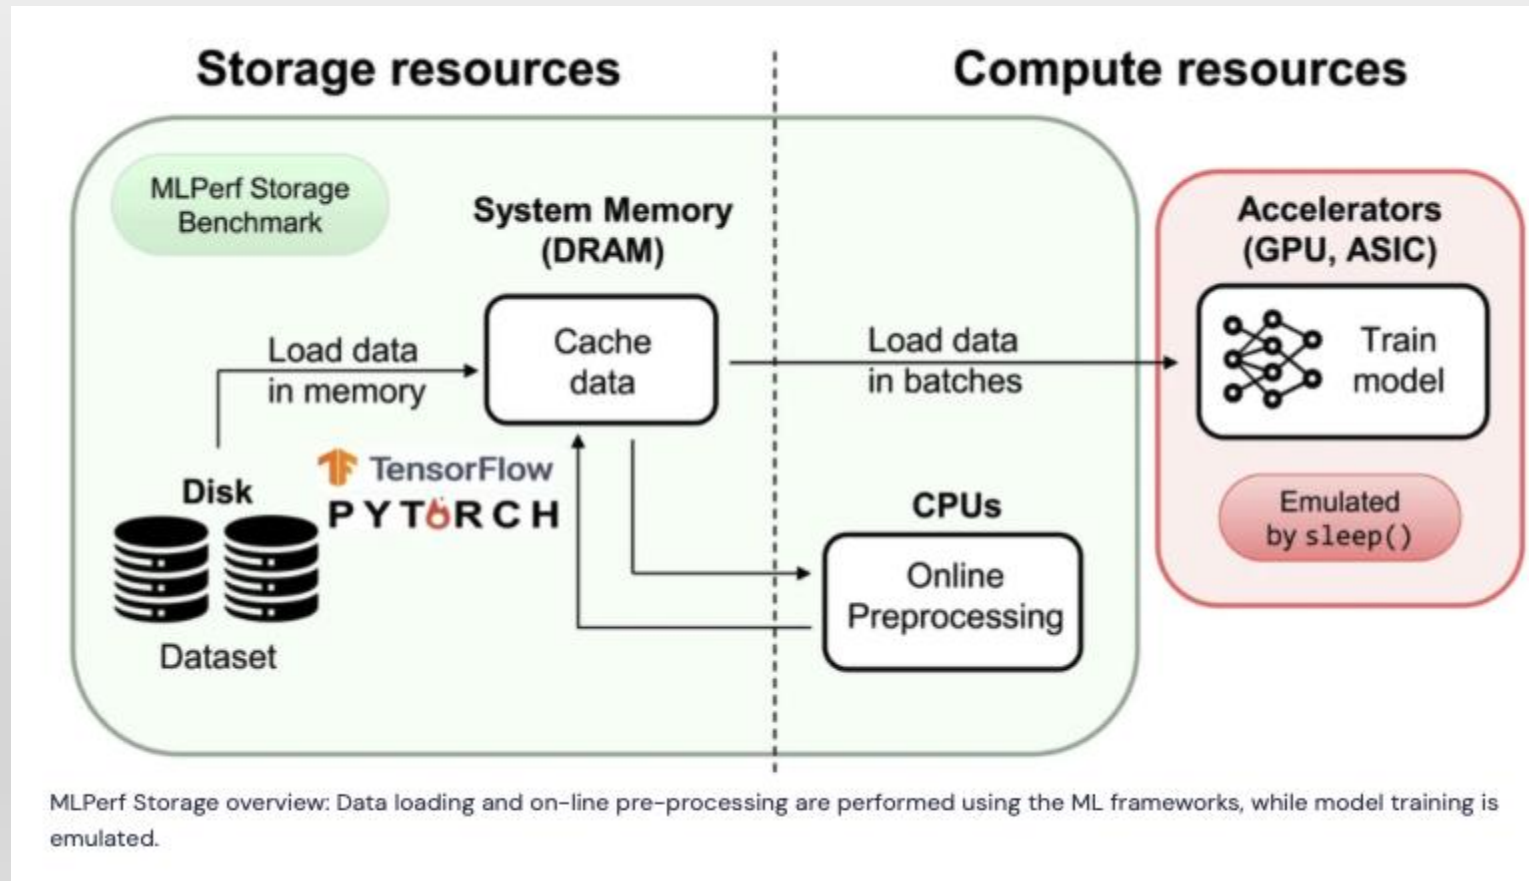 Storage resources
Compute resources
MLPerf Storage
Benchmark
System Memory
(DRAM)
Accelerators
(GPU, ASIC)
Load data
in memory
Cache
data
Load data
in batches
Train
model
TensorFlow
PYTORCH
Disk
Dataset
CPUs
Online
Preprocessing
Emulated
by sleep()
MLPerf Storage overview: Data loading and on-line pre-processing are performed using the ML frameworks, while model training is
emulated.